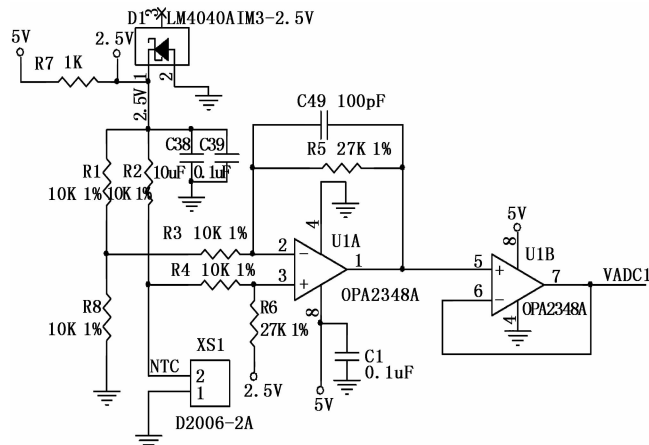 D1 3 LM4040AIM3-2.5V
5V
2.5V
R7 1K
1
2
2.5V
C49 100pF
C38
C39
R1
R2
10uF
0.1uF
R5 27K 1%
10K 1%
10K 1%
4
5V
R3 10K 1%
2
U1A
8
U1B
1
5
7
VADC1
R4 10K 1%
3
6
OPA2348A
OPA2348A
R8
R6
8
4
10K 1%
27K 1%
XS1
C1
NTC
2
0.1uF
1
2.5V
5V
D2006-2A